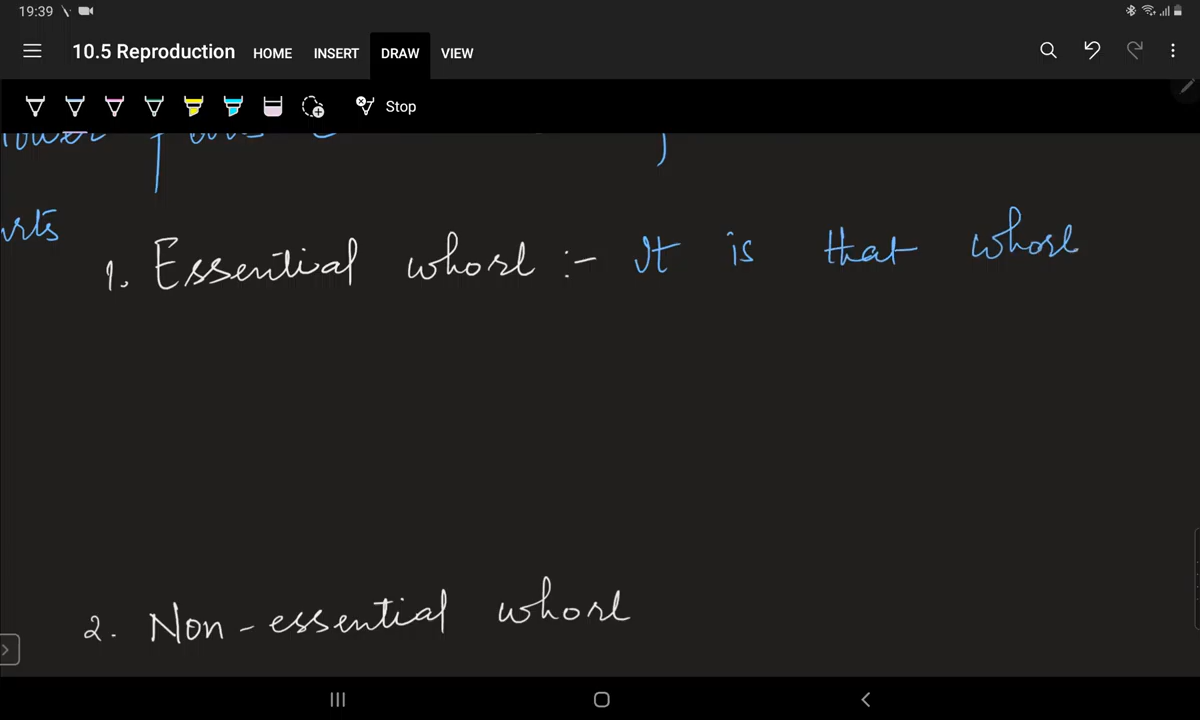 19:39
10.5 Reproduction HOME INSERT DRAW VIEW
Stop
1. Essential whorl :- It is that whorl
2. Non-essential whorl